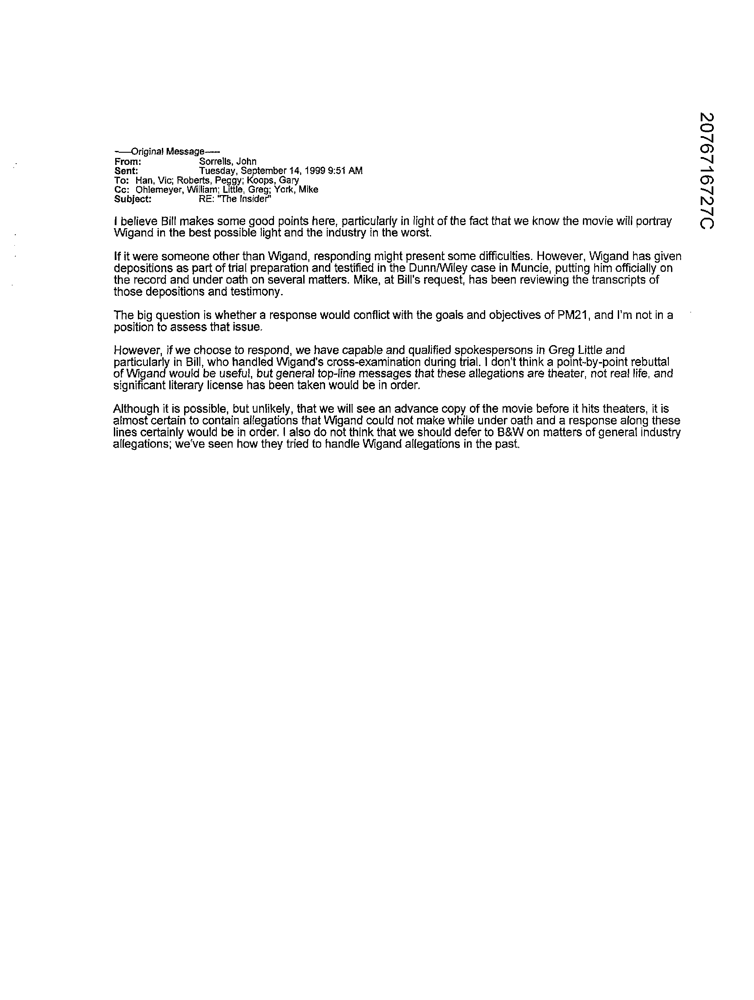 -----Original Message-----
From: Sorrells, John
Sent: Tuesday, September 14, 1999 9:51 AM
To: Han, Vic; Roberts, Peggy; Koops, Gary
Cc: Ohlemeyer, William; Little, Greg; York, Mike
Subject: RE: "The Insider"
I believe Bill makes some good points here, particularly in light of the fact that we know the movie will portray
Wigand in the best possible light and the industry in the worst.
If it were someone other than Wigand, responding might present some difficulties. However, Wigand has given
depositions as part of trial preparation and testified in the Dunn/Wiley case in Muncie, putting him officially on
the record and under oath on several matters. Mike, at Bill's request, has been reviewing the transcripts of
those depositions and testimony.
The big question is whether a response would conflict with the goals and objectives of PM21, and I'm not in a
position to assess that issue.
However, if we choose to respond, we have capable and qualified spokespersons in Greg Little and
particularly in Bill, who handled Wigand's cross-examination during trial. I don't think a point-by-point rebuttal
of Wigand would be useful, but general top-line messages that these allegations are theater, not real life, and
significant literary license has been taken would be in order.
Although it is possible, but unlikely, that we will see an advance copy of the movie before it hits theaters, it is
almost certain to contain allegations that Wigand could not make while under oath and a response along these
lines certainly would be in order. I also do not think that we should defer to B&W on matters of general industry
allegations; we've seen how they tried to handle Wigand allegations in the past.
2076716727C